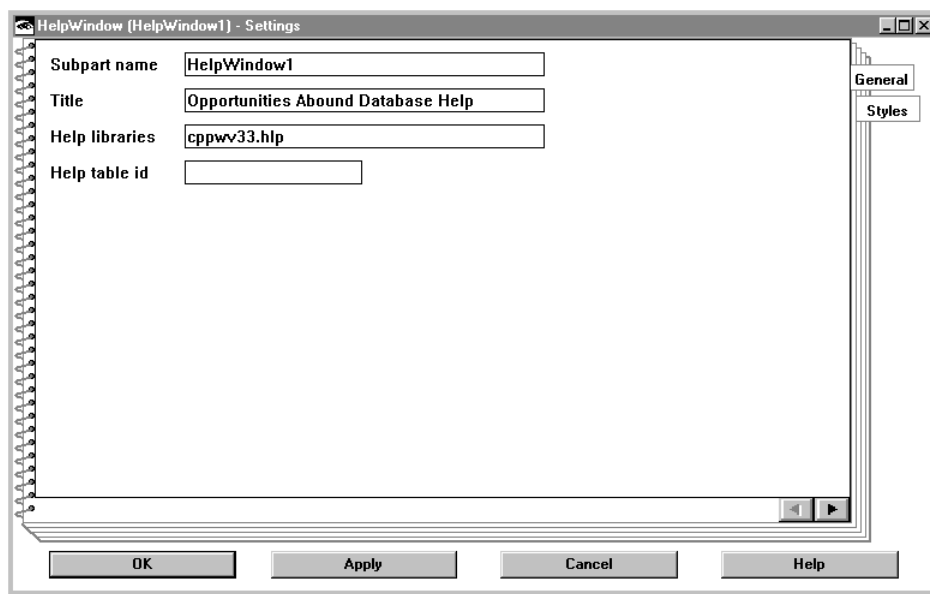 HelpWindow (HelpWindow1) - Settings
Subpart name HelpWindow1
Title Opportunities Abound Database Help
Help libraries cppwv33.hlp
Help table id
General
Styles
OK Apply Cancel Help